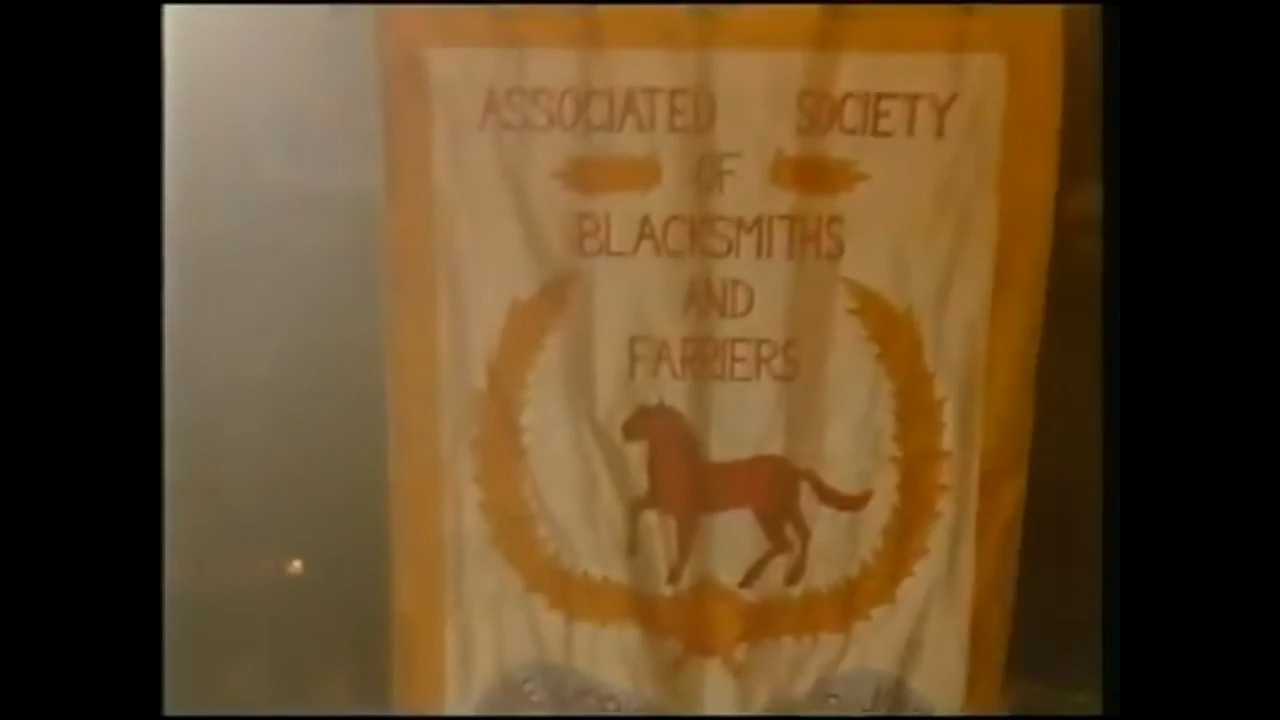 ASSOCIATED SOCIETY
OF
BLACKSMITHS
AND
FARRIERS